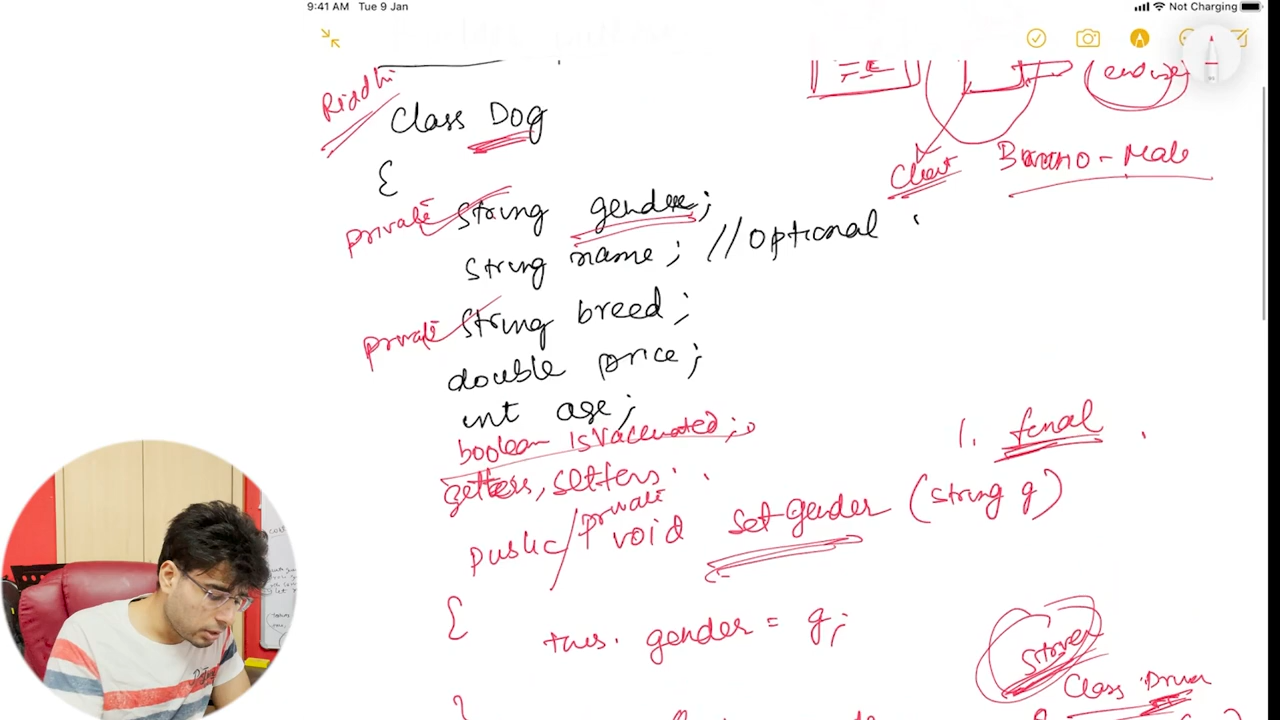 9:41 AM Tue 9 Jan
Not Charging
Riddhi
Class Dog
{
private String gender;
String name; // Optional
private String breed;
double price;
int age;
boolean isVaccinated;
getters, setters
public / private void setgender (String g)
{
this. gender = g;
}
(enduser)
Client
Bruno - Male
1. final
Class Driver